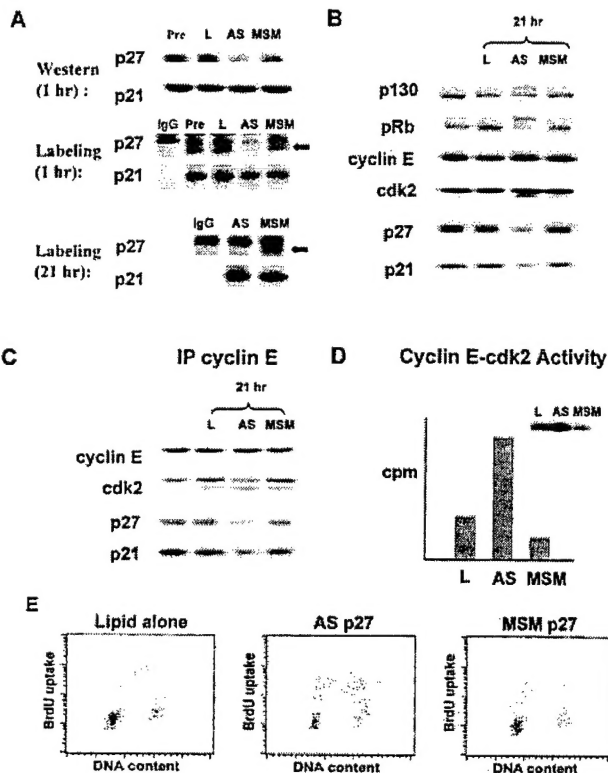 A
Pre L AS MSM
Western
(1 hr) :
p27
p21
IgG Pre L AS MSM
Labeling
(1 hr):
p27
p21
IgG AS MSM
Labeling
(21 hr):
p27
p21
B
21 hr
L AS MSM
p130
pRb
cyclin E
cdk2
p27
p21
C
IP cyclin E
21 hr
L AS MSM
cyclin E
cdk2
p27
p21
D
Cyclin E-cdk2 Activity
L AS MSM
cpm
L AS MSM
E
Lipid alone
BrdU uptake
DNA content
AS p27
BrdU uptake
DNA content
MSM p27
BrdU uptake
DNA content